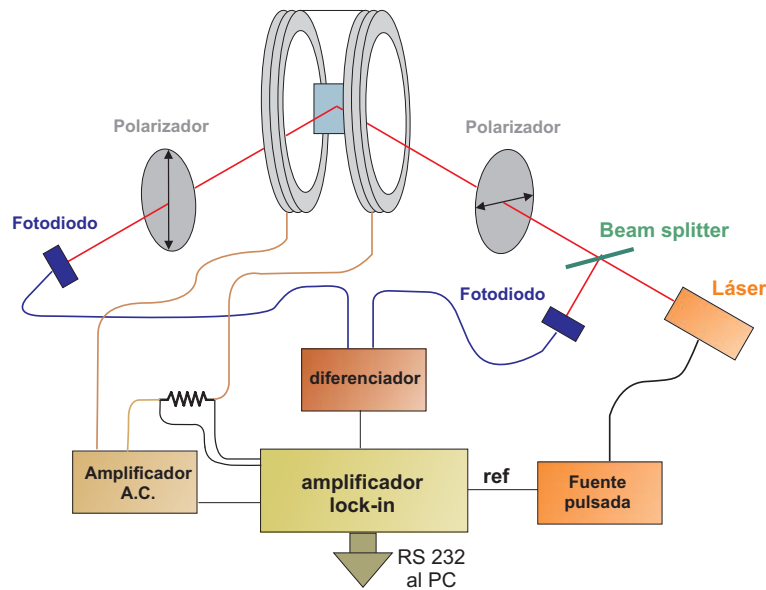 Polarizador
Polarizador
Fotodiodo
Beam splitter
Fotodiodo
Láser
diferenciador
Amplificador
A.C.
amplificador
lock-in
ref
Fuente
pulsada
RS 232
al PC